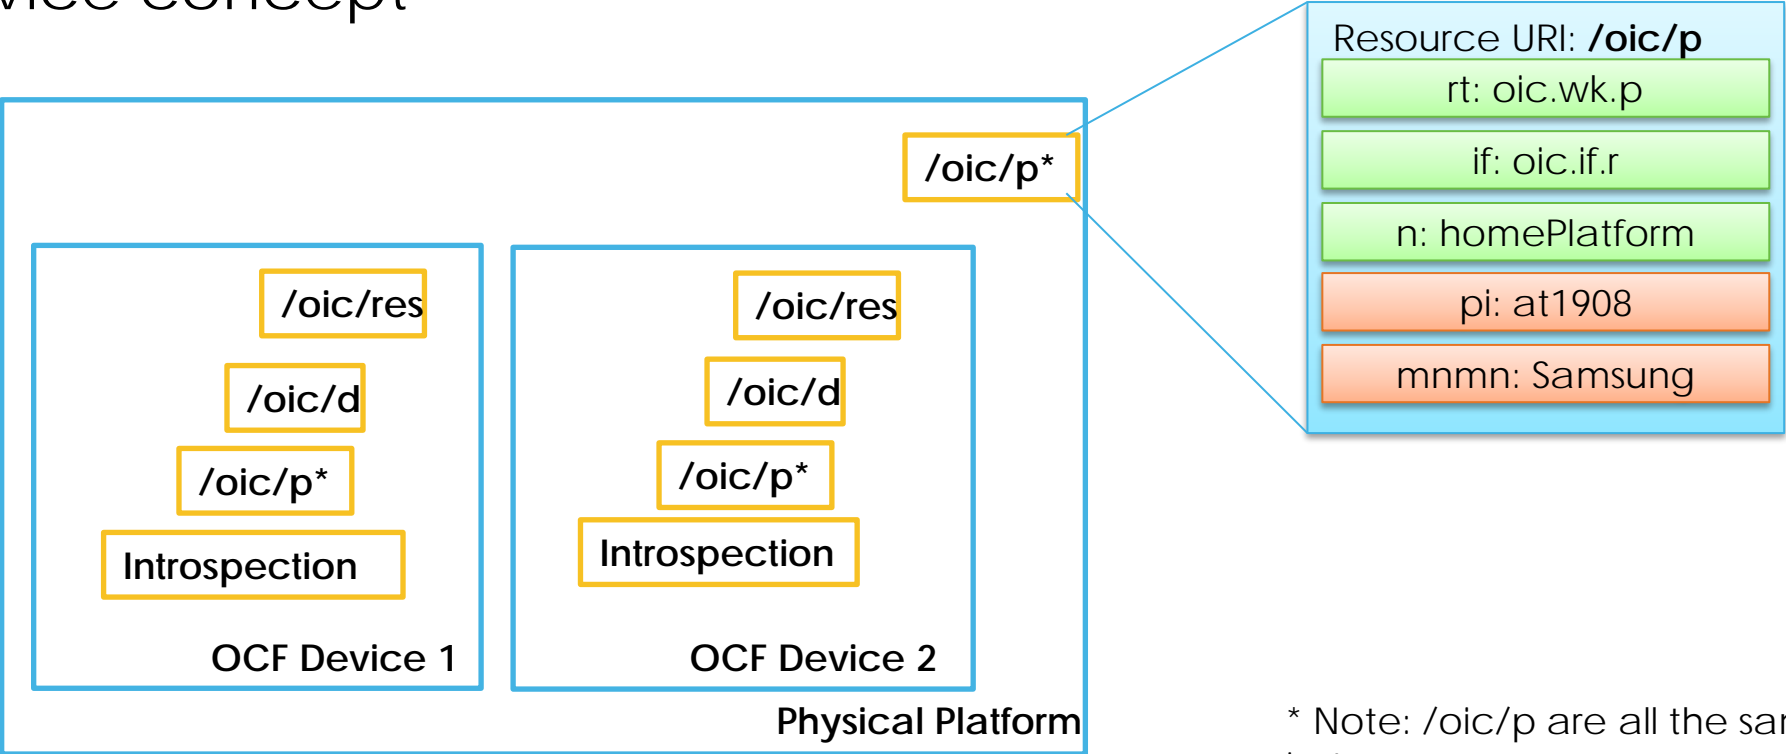 concept
/oic/p*
/oic/res
/oic/d
/oic/p*
Introspection
OCF Device 1
/oic/res
/oic/d
/oic/p*
Introspection
OCF Device 2
Physical Platform
Resource URI: /oic/p
rt: oic.wk.p
if: oic.if.r
n: homePlatform
pi: at1908
mnmn: Samsung
* Note: /oic/p are all the